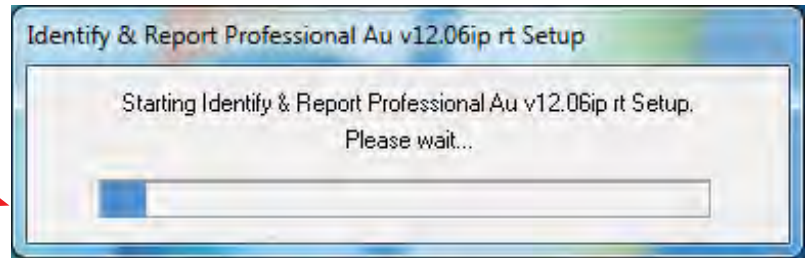 Identify & Report Professional Au v12.06ip rt Setup
Starting Identify & Report Professional Au v12.06ip rt Setup.
Please wait...